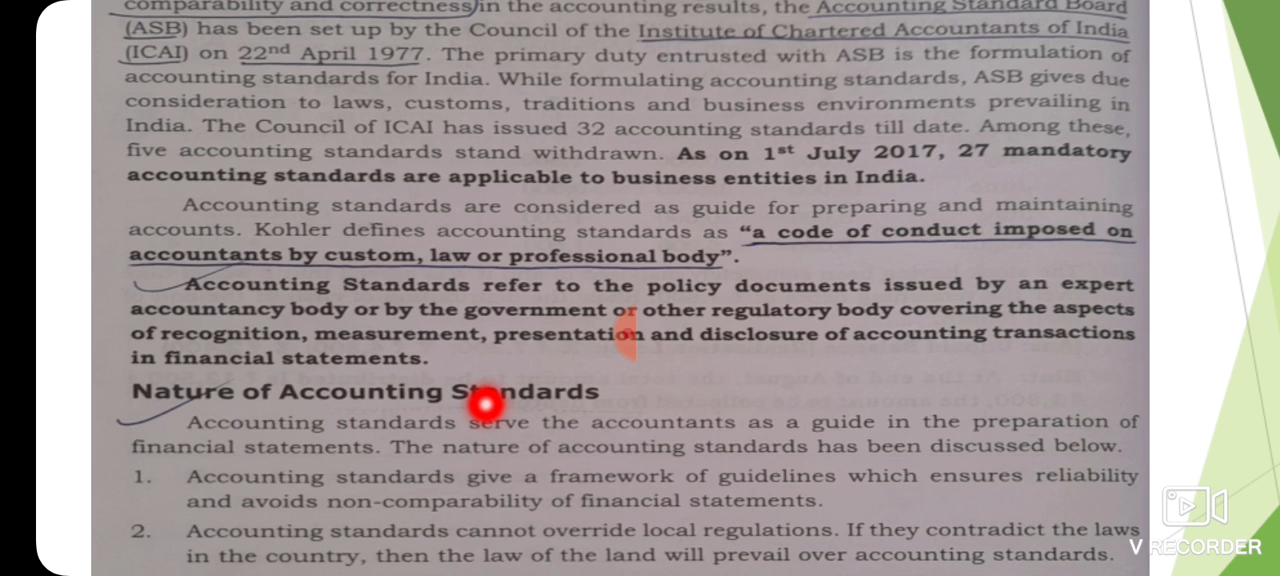 comparability and correctness) in the accounting results, the Accounting Standard Board
(ASB) has been set up by the Council of the Institute of Chartered Accountants of India
(ICAI) on 22nd April 1977. The primary duty entrusted with ASB is the formulation of
accounting standards for India. While formulating accounting standards, ASB gives due
consideration to laws, customs, traditions and business environments prevailing in
India. The Council of ICAI has issued 32 accounting standards till date. Among these,
five accounting standards stand withdrawn. As on 1st July 2017, 27 mandatory
accounting standards are applicable to business entities in India.
Accounting standards are considered as guide for preparing and maintaining
accounts. Kohler defines accounting standards as “a code of conduct imposed on
accountants by custom, law or professional body”.
Accounting Standards refer to the policy documents issued by an expert
accountancy body or by the government or other regulatory body covering the aspects
of recognition, measurement, presentation and disclosure of accounting transactions
in financial statements.
Nature of Accounting Standards
Accounting standards serve the accountants as a guide in the preparation of
financial statements. The nature of accounting standards has been discussed below.
1. Accounting standards give a framework of guidelines which ensures reliability
and avoids non-comparability of financial statements.
2. Accounting standards cannot override local regulations. If they contradict the laws
in the country, then the law of the land will prevail over accounting standards.
V RECORDER